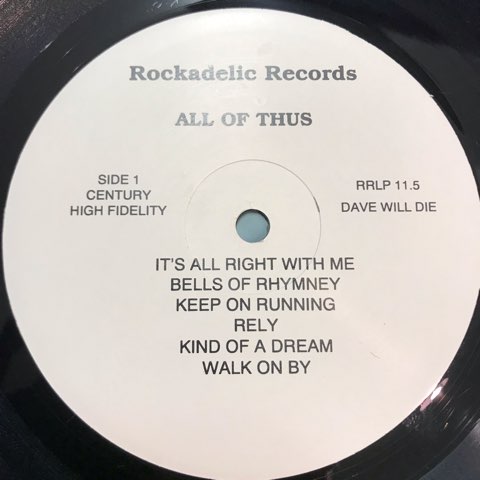 Rockadelic Records
ALL OF THUS
SIDE 1
CENTURY
HIGH FIDELITY
RRLP 11.5
DAVE WILL DIE
IT'S ALL RIGHT WITH ME
BELLS OF RHYMNEY
KEEP ON RUNNING
RELY
KIND OF A DREAM
WALK ON BY